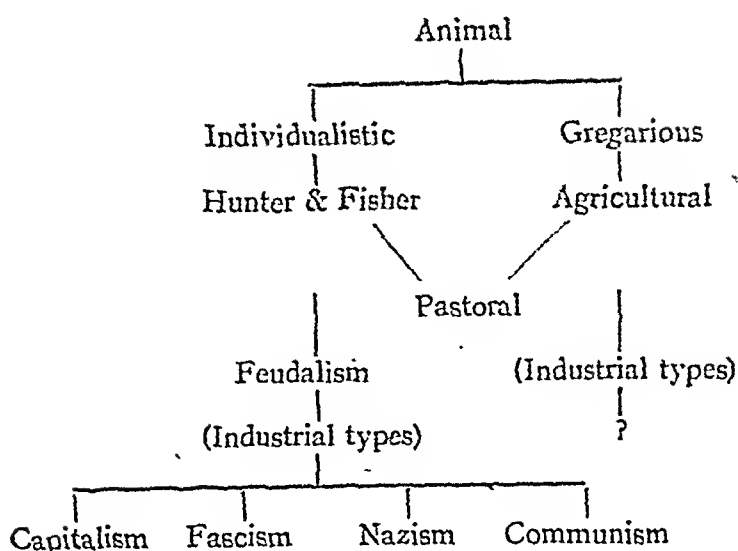 Animal
Individualistic Gregarious
Hunter & Fisher Agricultural
Pastoral
Feudalism (Industrial types)
(Industrial types) ?
Capitalism Fascism Nazism Communism